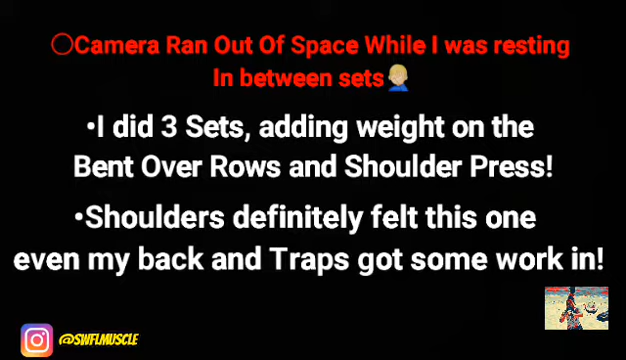 ○Camera Ran Out Of Space While I was resting
In between sets🤦🏼‍♂️
•I did 3 Sets, adding weight on the
Bent Over Rows and Shoulder Press!
•Shoulders definitely felt this one
even my back and Traps got some work in!
@SWFLMUSCLE